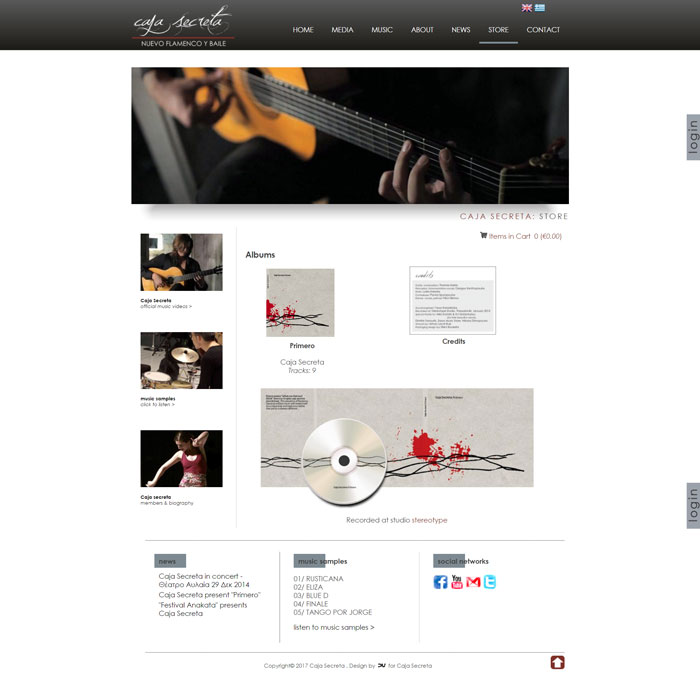 caja secreta
NUEVO FLAMENCO Y BAILE
HOME MEDIA MUSIC ABOUT NEWS STORE CONTACT
login
CAJA SECRETA: STORE
Items in Cart 0 (€0,00)
Albums
Caja Secreta
official music videos >
music samples
click to listen >
Caja secreta
members & biography
Primero
Caja Secreta
Tracks: 9
credits
Credits
Recorded at studio stereotype
login
news
Caja Secreta in concert -
Θέατρο Αυλαία 29 Δεκ 2014
Caja Secreta present "Primero"
"Festival Anakata" presents
Caja Secreta
music samples
01/ RUSTICANA
02/ ELIZA
03/ BLUE D
04/ FINALE
05/ TANGO POR JORGE
listen to music samples >
social networks
You
Tube
Copyright© 2017 Caja Secreta . Design by for Caja Secreta